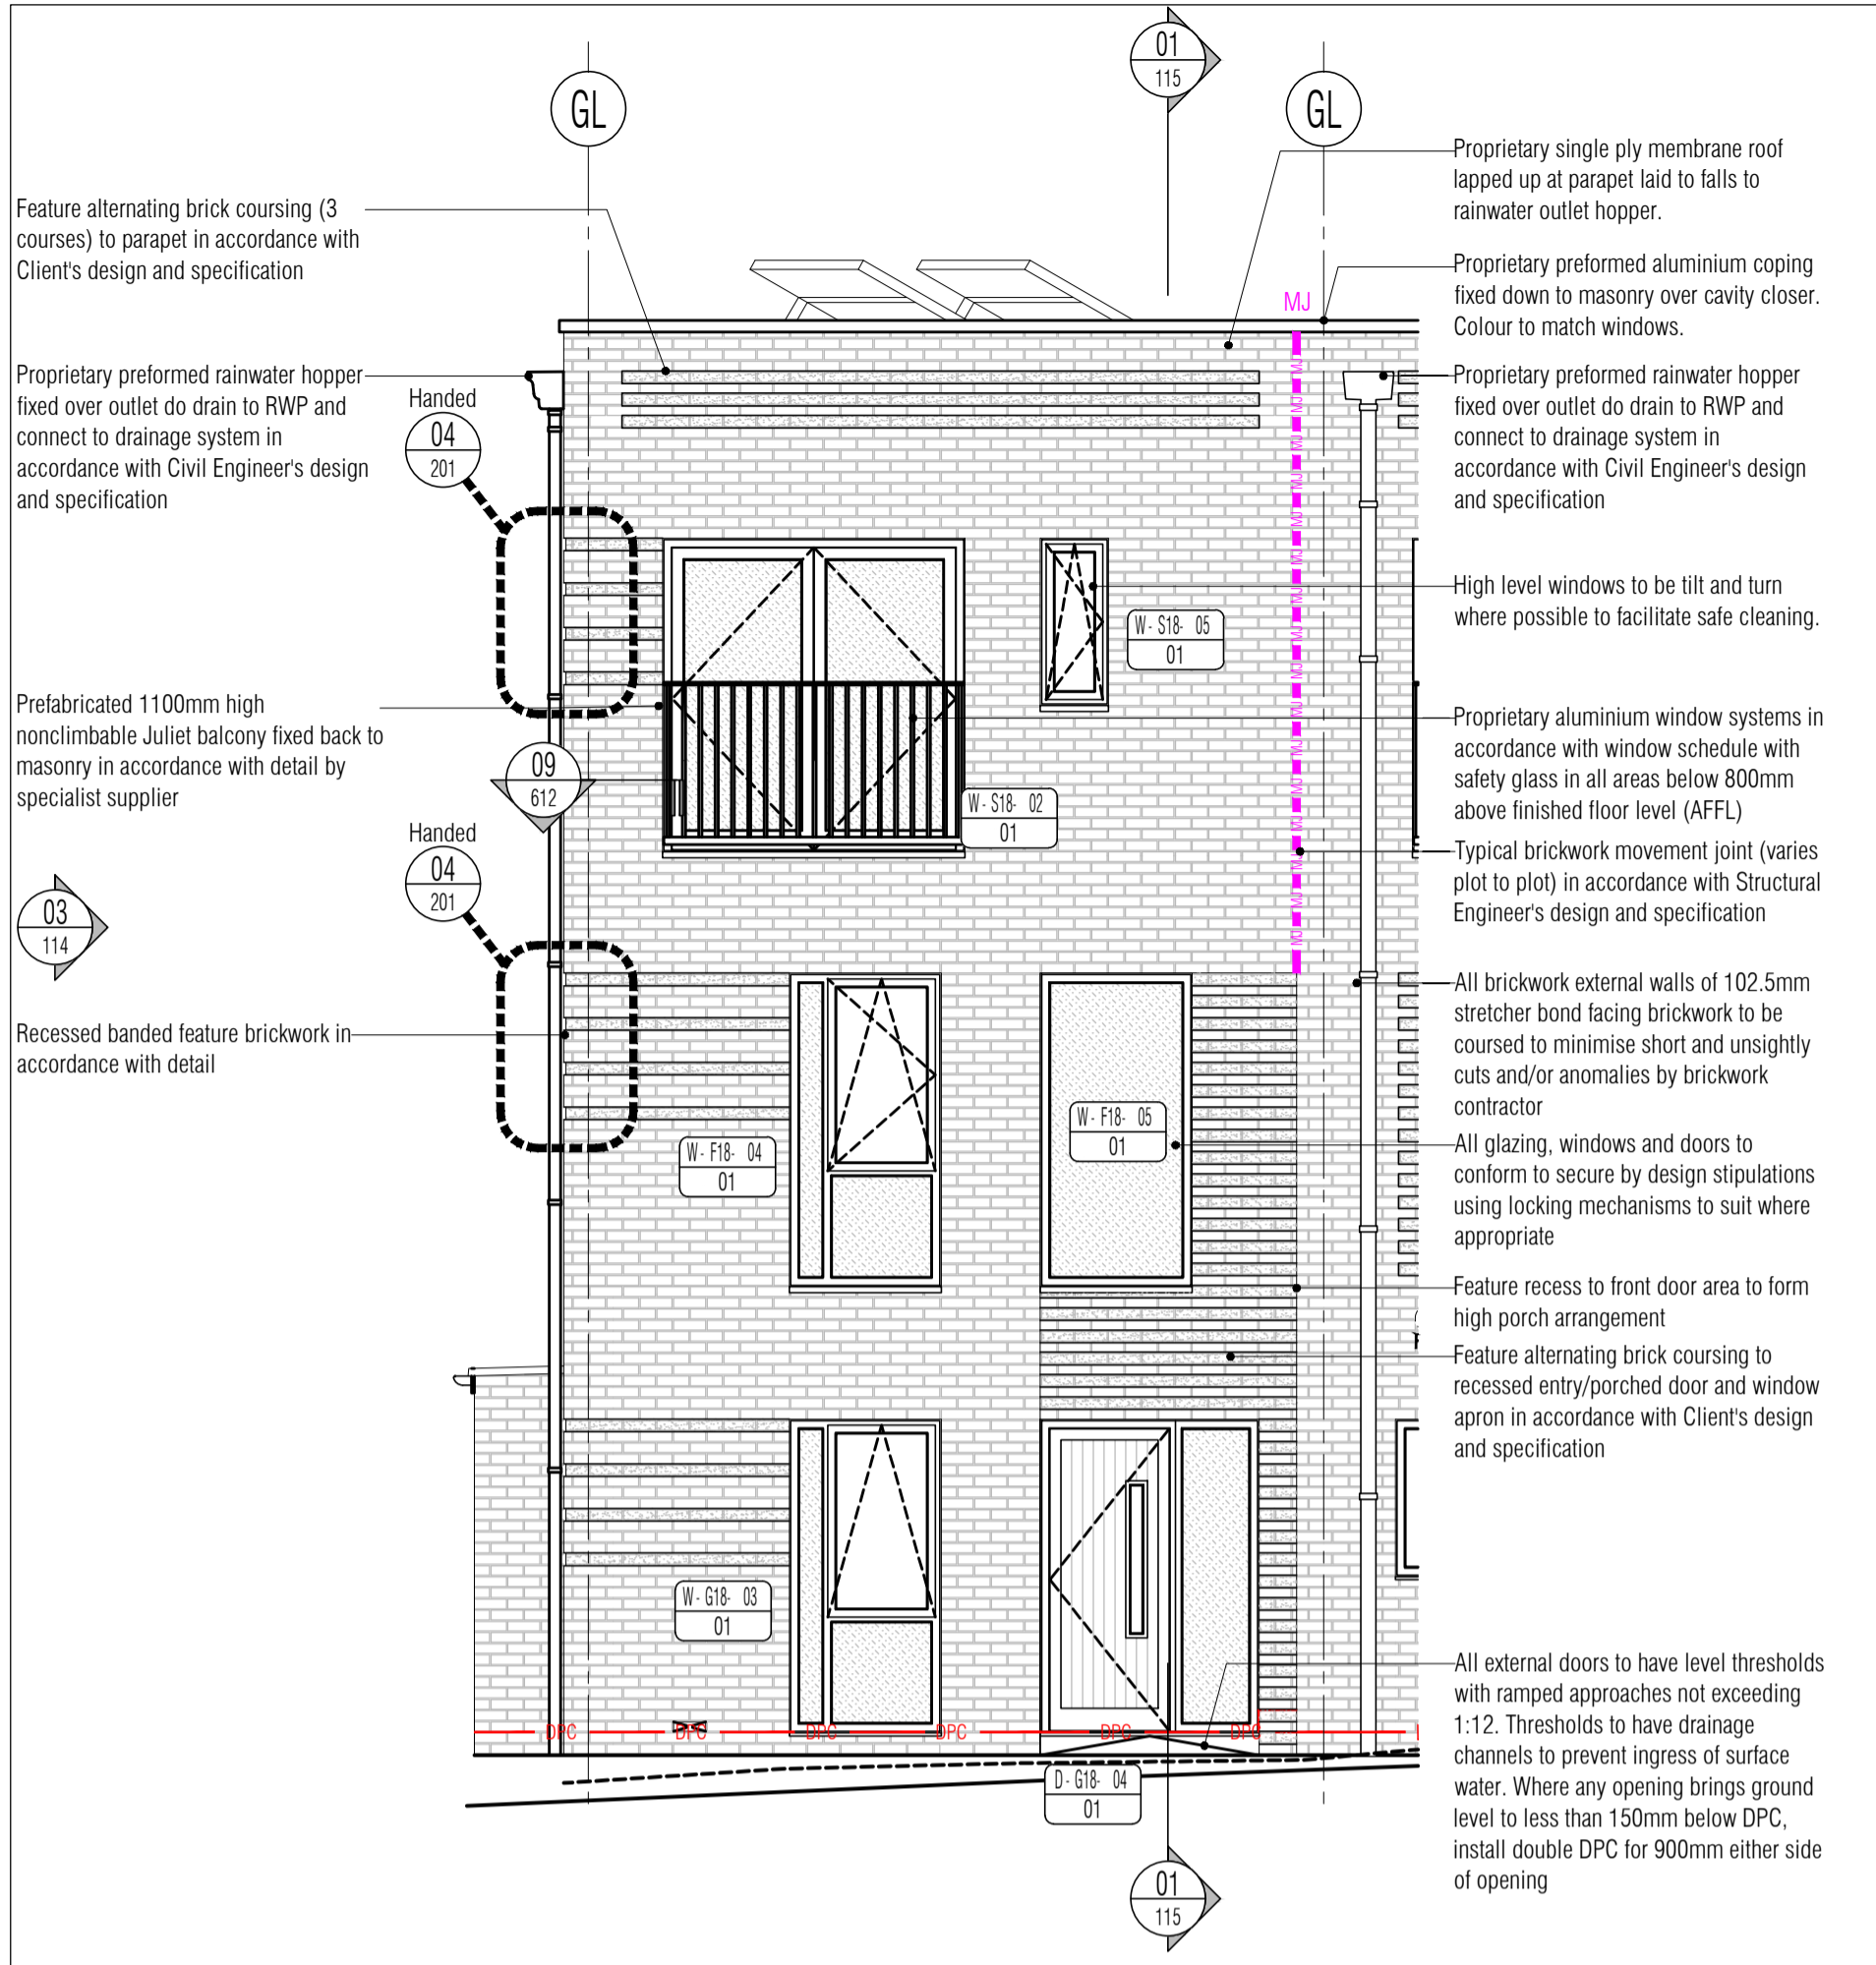 01
115
GL
GL
Feature alternating brick coursing (3
courses) to parapet in accordance with
Client's design and specification
Proprietary preformed rainwater hopper
fixed over outlet do drain to RWP and
connect to drainage system in
accordance with Civil Engineer's design
and specification
Handed
04
201
Prefabricated 1100mm high
nonclimbable Juliet balcony fixed back to
masonry in accordance with detail by
specialist supplier
09
612
Handed
04
201
03
114
Recessed banded feature brickwork in
accordance with detail
MJ
MJ MJ MJ MJ MJ MJ MJ MJ MJ MJ MJ MJ MJ MJ MJ MJ
W- S18- 05
01
W- S18- 02
01
W- F18- 04
01
W- F18- 05
01
W- G18- 03
01
DPC DPC DPC DPC DPC DPC
D- G18- 04
01
01
115
Proprietary single ply membrane roof
lapped up at parapet laid to falls to
rainwater outlet hopper.
Proprietary preformed aluminium coping
fixed down to masonry over cavity closer.
Colour to match windows.
Proprietary preformed rainwater hopper
fixed over outlet do drain to RWP and
connect to drainage system in
accordance with Civil Engineer's design
and specification
High level windows to be tilt and turn
where possible to facilitate safe cleaning.
Proprietary aluminium window systems in
accordance with window schedule with
safety glass in all areas below 800mm
above finished floor level (AFFL)
Typical brickwork movement joint (varies
plot to plot) in accordance with Structural
Engineer's design and specification
All brickwork external walls of 102.5mm
stretcher bond facing brickwork to be
coursed to minimise short and unsightly
cuts and/or anomalies by brickwork
contractor
All glazing, windows and doors to
conform to secure by design stipulations
using locking mechanisms to suit where
appropriate
Feature recess to front door area to form
high porch arrangement
Feature alternating brick coursing to
recessed entry/porched door and window
apron in accordance with Client's design
and specification
All external doors to have level thresholds
with ramped approaches not exceeding
1:12. Thresholds to have drainage
channels to prevent ingress of surface
water. Where any opening brings ground
level to less than 150mm below DPC,
install double DPC for 900mm either side
of opening